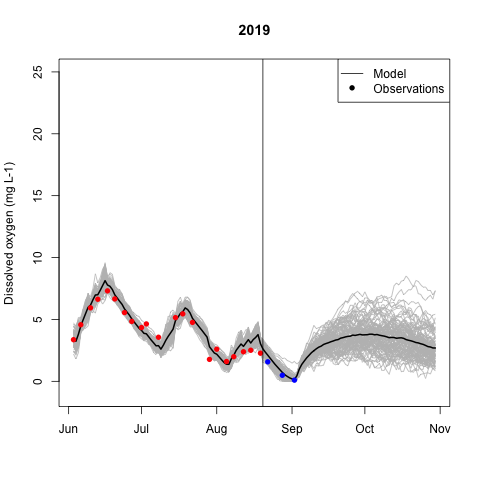 2019
Dissolved oxygen (mg L-1)
25
20
15
10
5
0
Model
Observations
Jun Jul Aug Sep Oct Nov